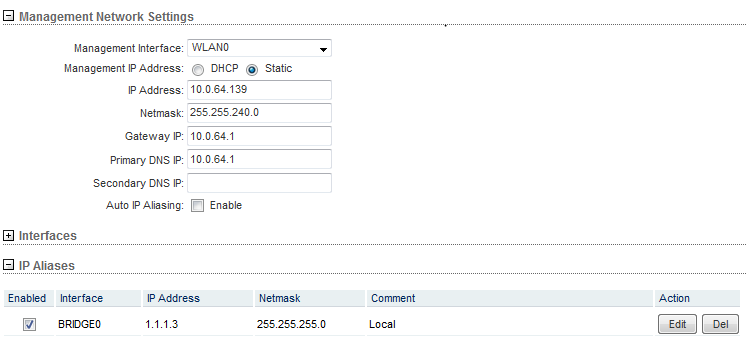 Management Network Settings
Management Interface: WLAN0
Management IP Address: DHCP Static
IP Address: 10.0.64.139
Netmask: 255.255.240.0
Gateway IP: 10.0.64.1
Primary DNS IP: 10.0.64.1
Secondary DNS IP:
Auto IP Aliasing: Enable
Interfaces
IP Aliases
Enabled Interface IP Address Netmask Comment Action
BRIDGE0 1.1.1.3 255.255.255.0 Local Edit Del